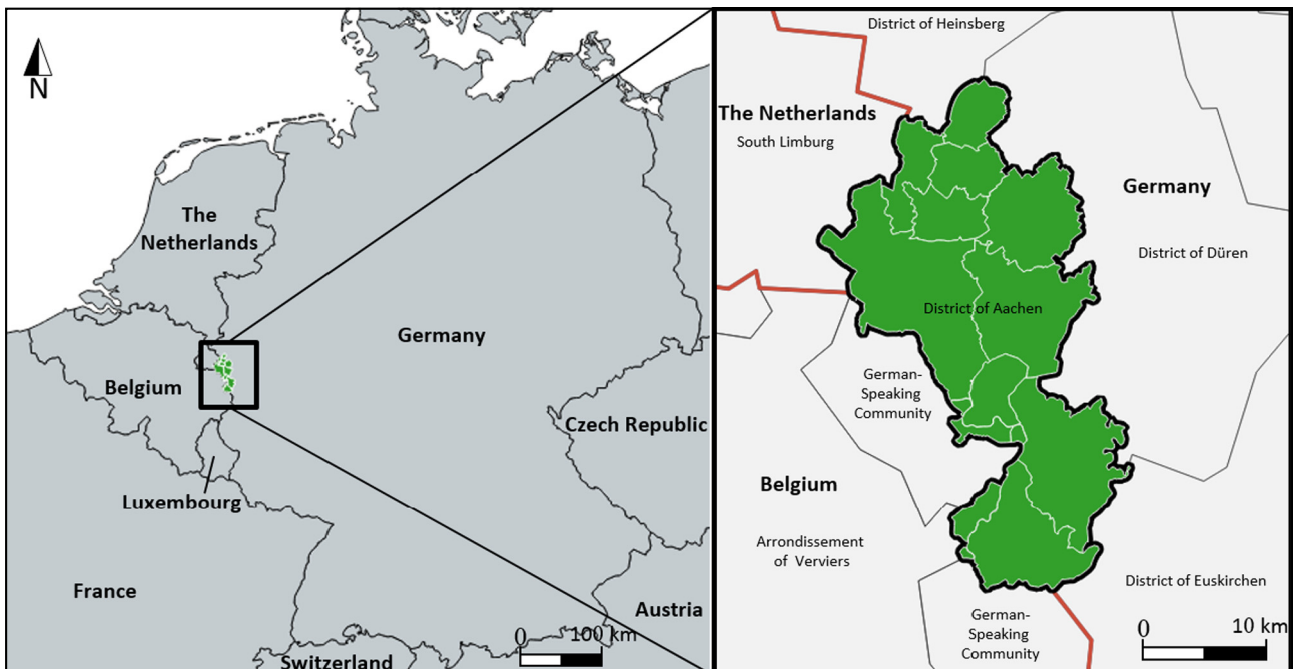 N
The
Netherlands
Germany
Belgium
Czech Republic
Luxembourg
France
Austria
Switzerland
0
100 km
District of Heinsberg
The Netherlands
South Limburg
Germany
District of Düren
District of Aachen
German-
Speaking
Community
Belgium
Arrondissement
of Verviers
District of Euskirchen
German-
Speaking
Community
0
10 km